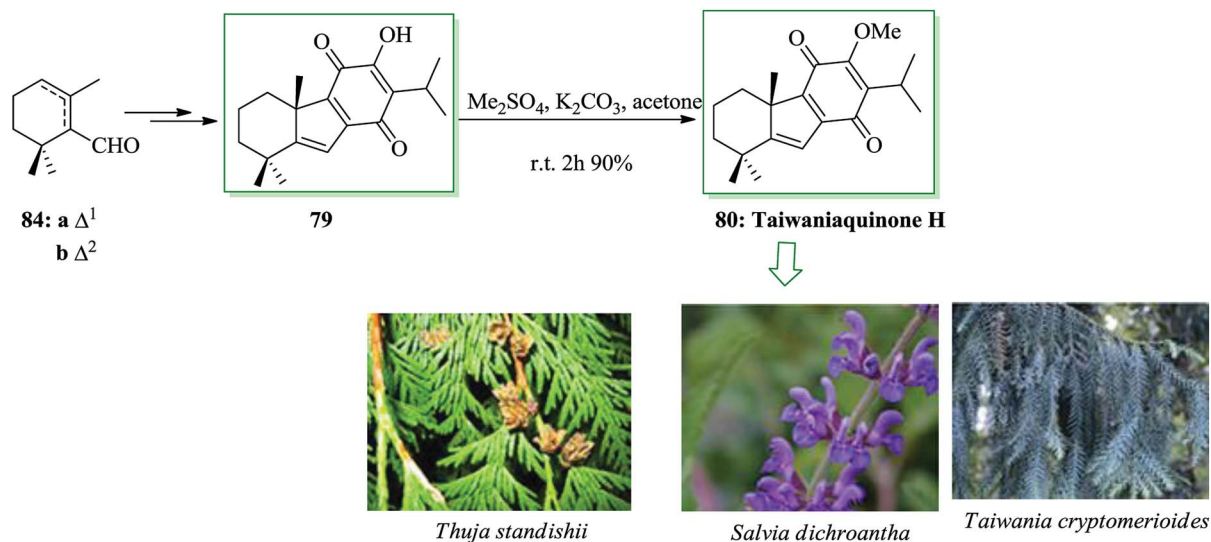 O
OH
O
CHO
Me₂SO₄, K₂CO₃, acetone
r.t. 2h 90%
O
OMe
O
84: a Δ¹
b Δ²
79
80: Taiwaniaquinone H
Thuja standishii
Salvia dichroantha
Taiwania cryptomerioides